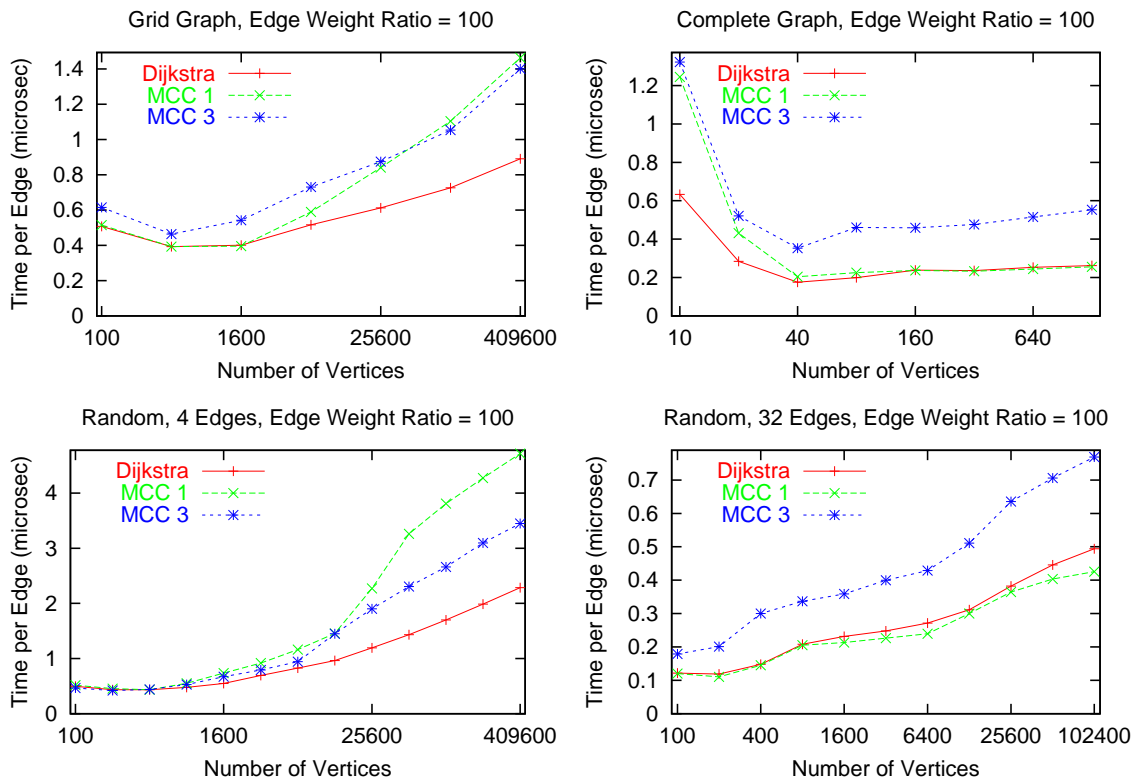 Grid Graph, Edge Weight Ratio = 100
Time per Edge (microsec)
1.4
1.2
1
0.8
0.6
0.4
0.2
0
Dijkstra
MCC 1
MCC 3
100 1600 25600 409600
Number of Vertices
Complete Graph, Edge Weight Ratio = 100
Time per Edge (microsec)
1.2
1
0.8
0.6
0.4
0.2
0
Dijkstra
MCC 1
MCC 3
10 40 160 640
Number of Vertices
Random, 4 Edges, Edge Weight Ratio = 100
Time per Edge (microsec)
4
3
2
1
0
Dijkstra
MCC 1
MCC 3
100 1600 25600 409600
Number of Vertices
Random, 32 Edges, Edge Weight Ratio = 100
Time per Edge (microsec)
0.7
0.6
0.5
0.4
0.3
0.2
0.1
0
Dijkstra
MCC 1
MCC 3
100 400 1600 6400 25600 102400
Number of Vertices